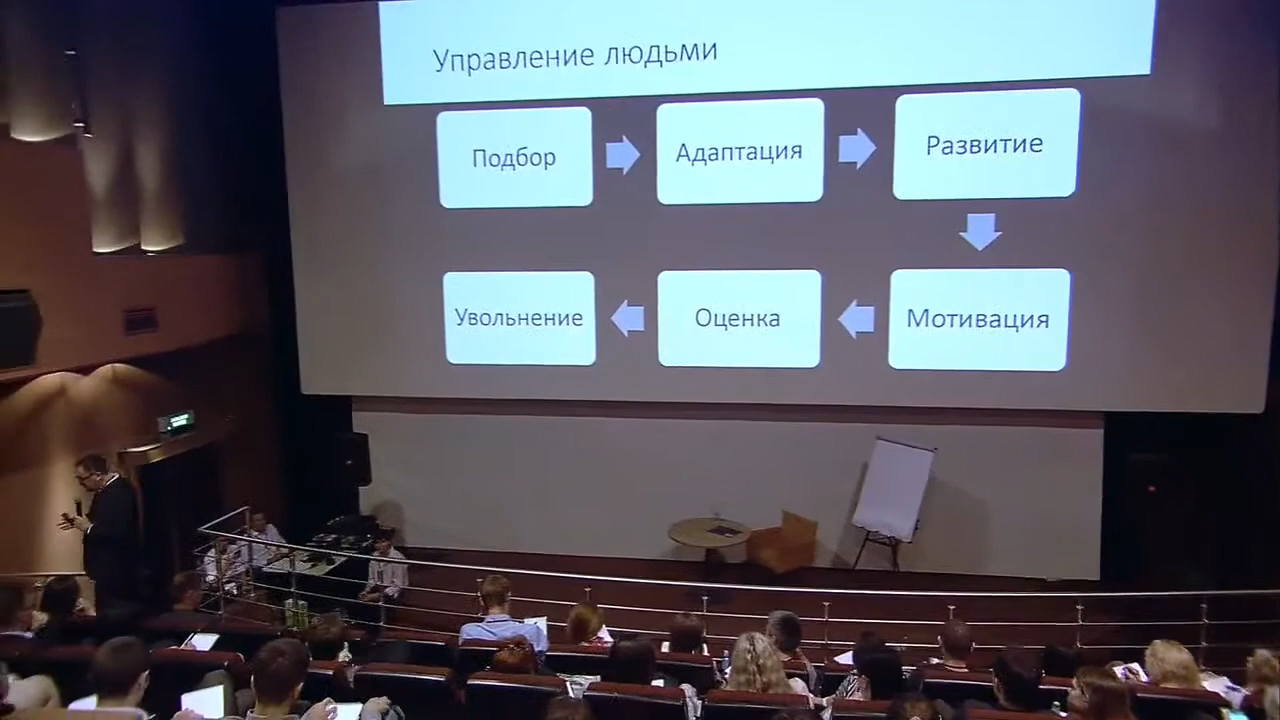 Управление людьми
Подбор
Адаптация
Развитие
Мотивация
Оценка
Увольнение